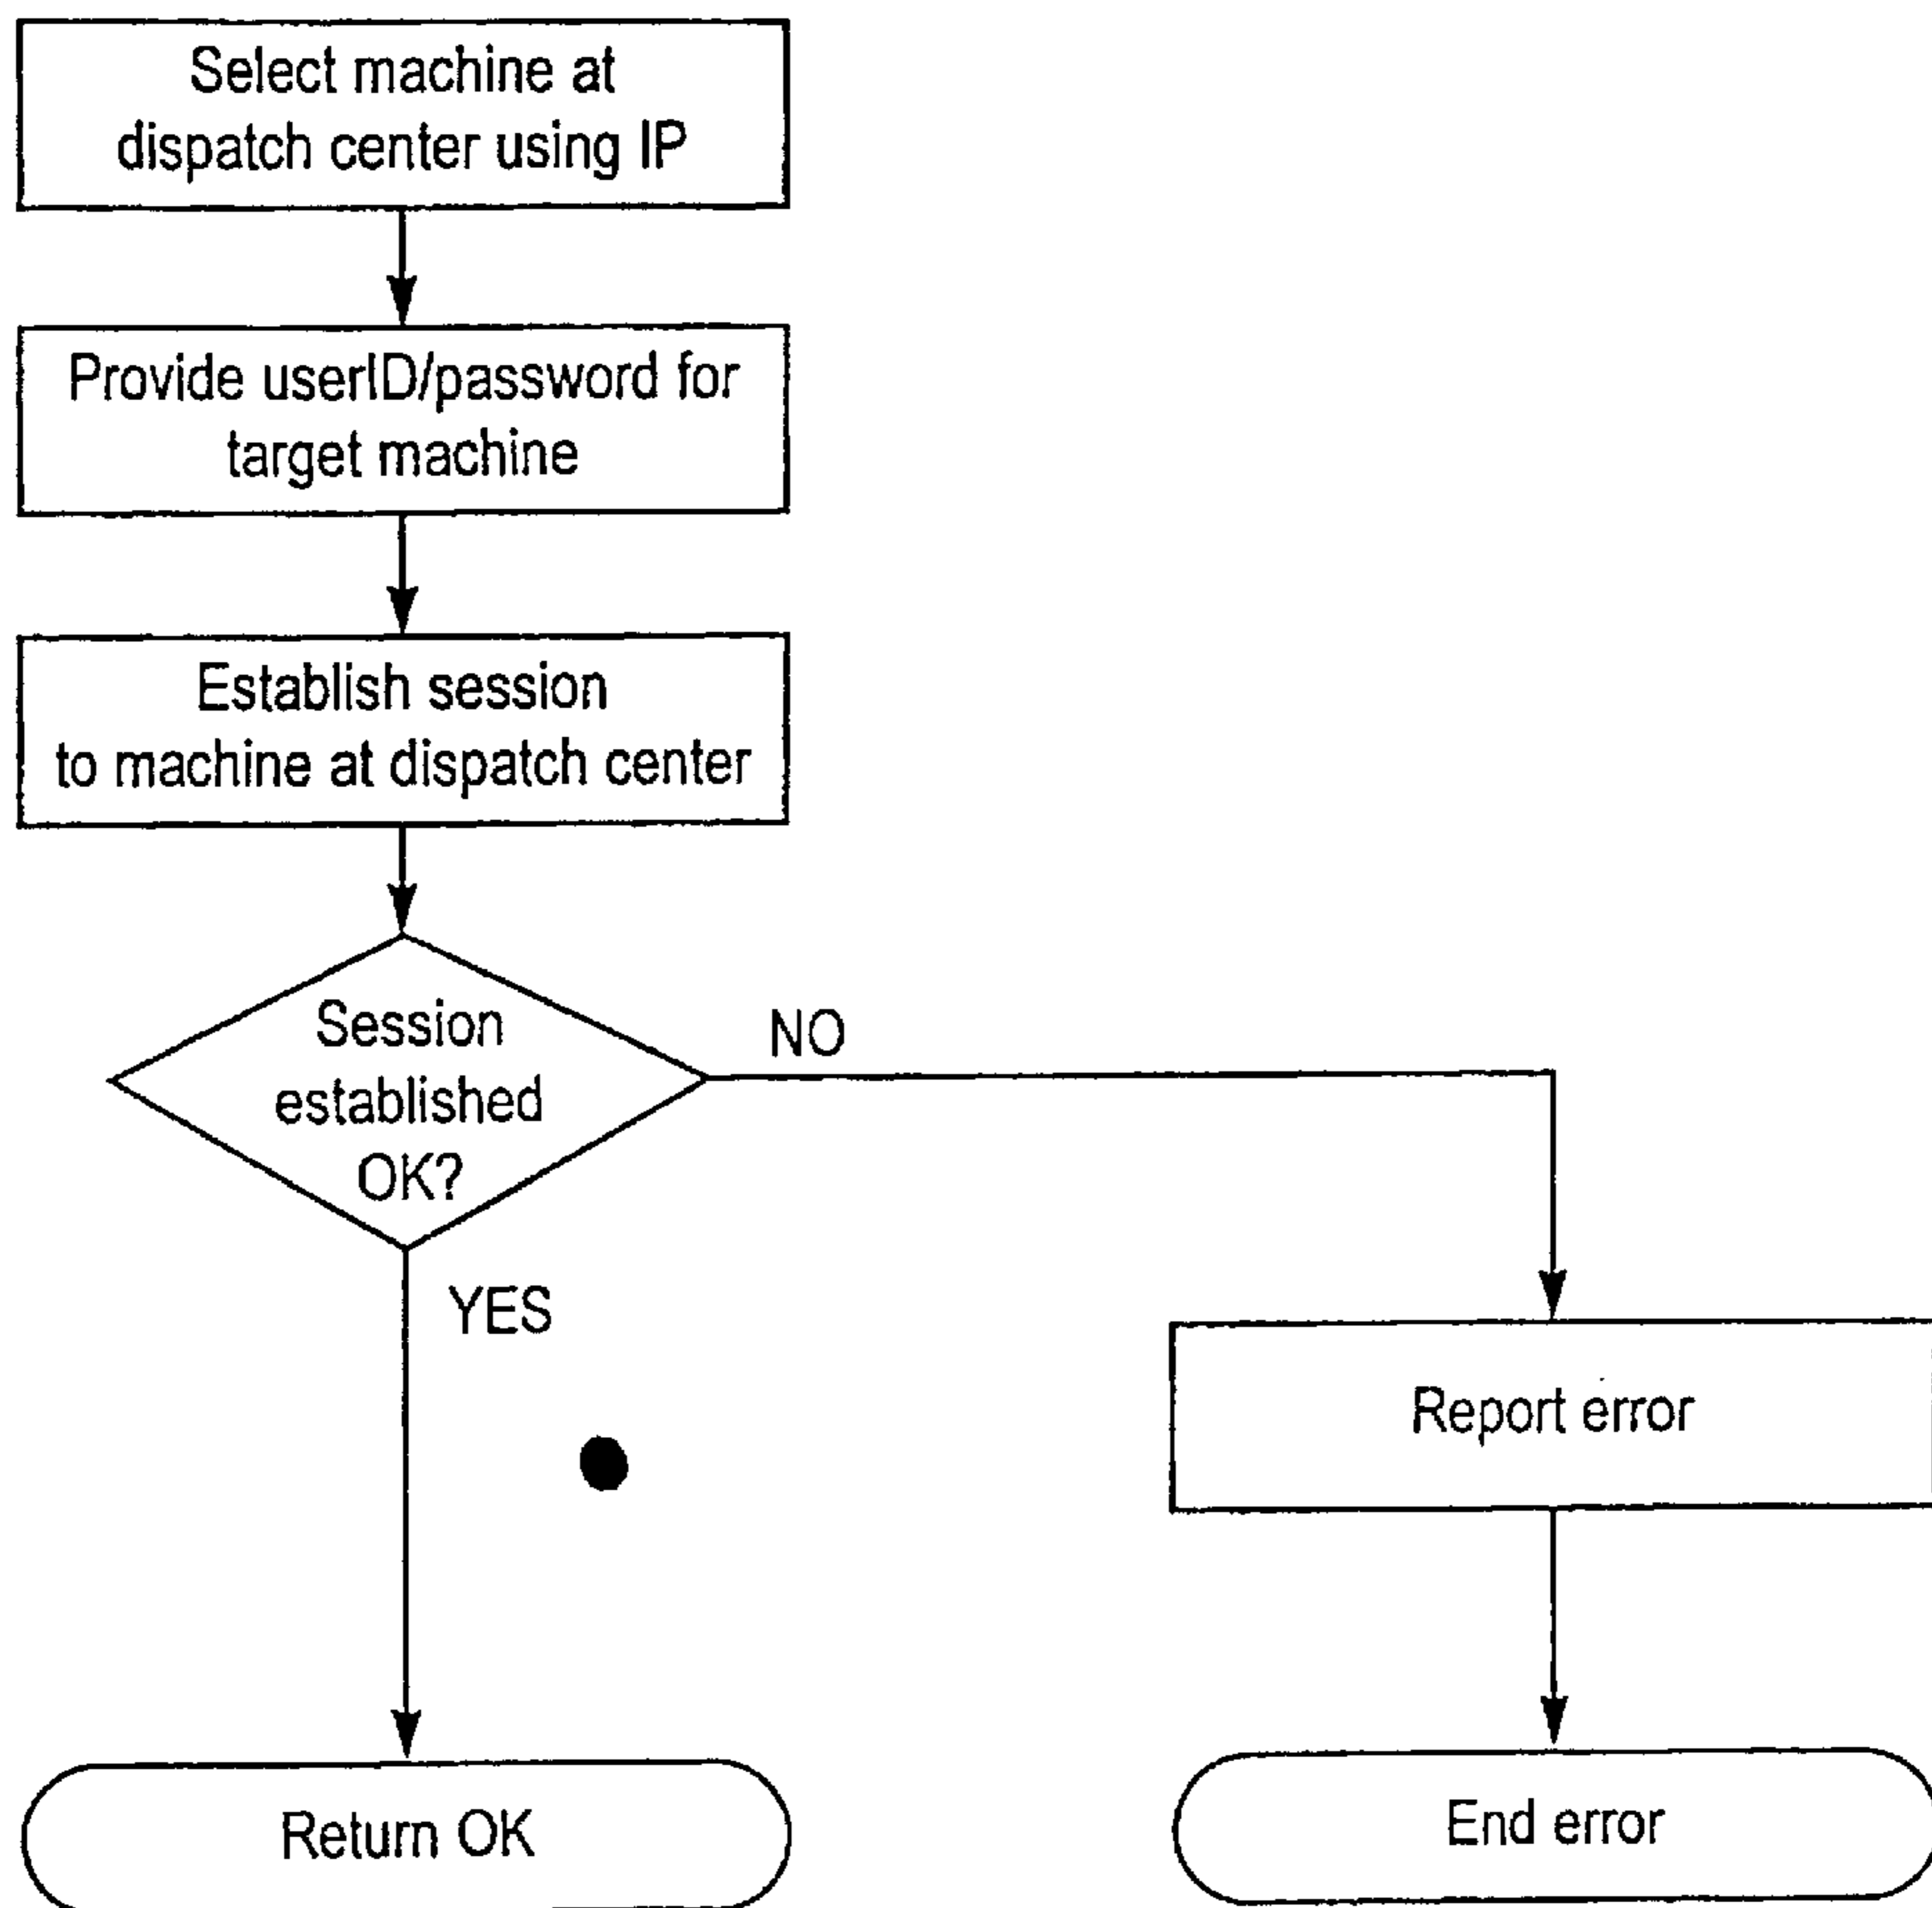 Select machine at
dispatch center using IP
Provide userID/password for
target machine
Establish session
to machine at dispatch center
Session
established
OK?
NO
YES
Report error
Return OK
End error